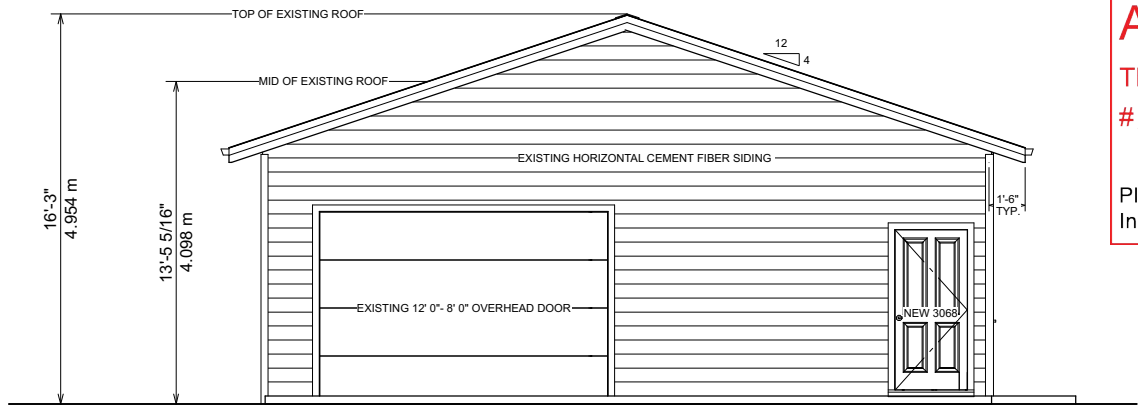 TOP OF EXISTING ROOF
12
4
MID OF EXISTING ROOF
EXISTING HORIZONTAL CEMENT FIBER SIDING
1'-6"
TYP.
16'-3"
4.954 m
13'-5 5/16"
4.098 m
EXISTING 12' 0"- 8' 0" OVERHEAD DOOR
NEW 3068
#
In